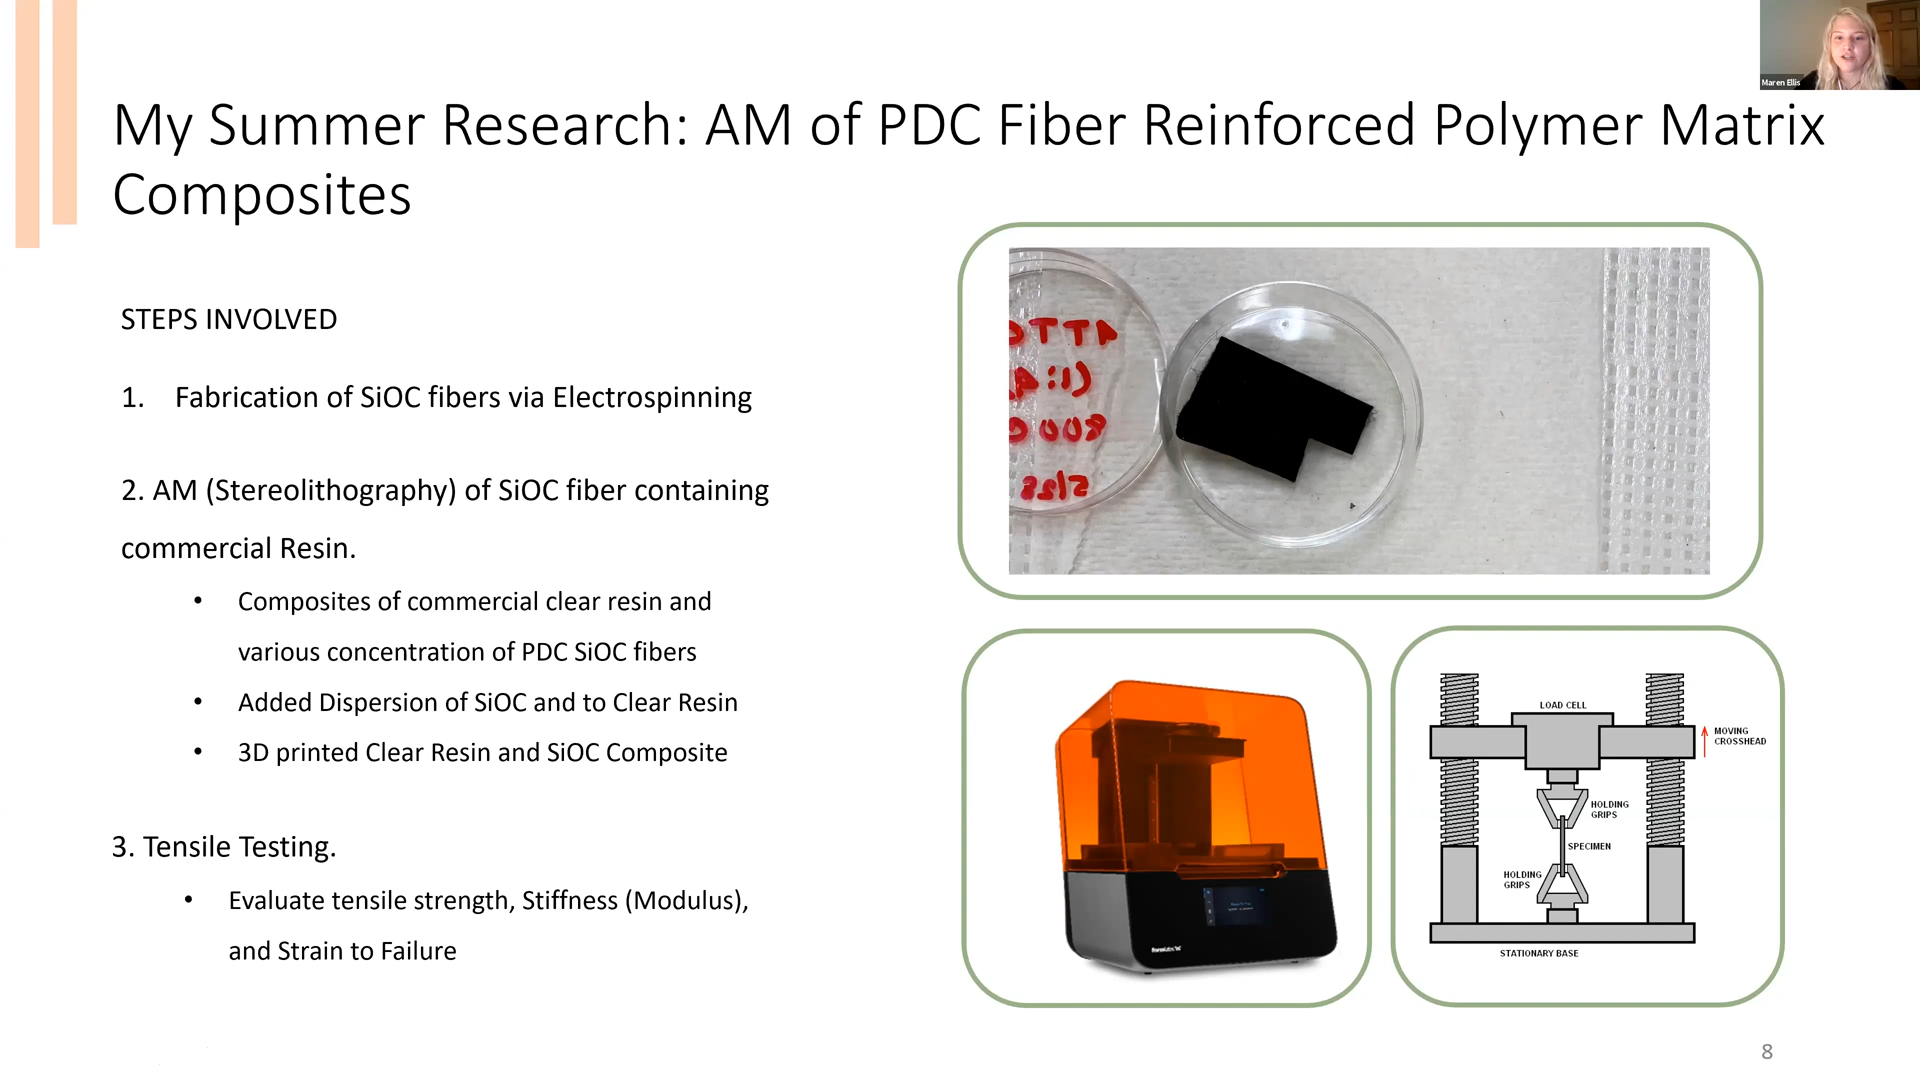 Maren Ellis
My Summer Research: AM of PDC Fiber Reinforced Polymer Matrix
Composites
STEPS INVOLVED
1. Fabrication of SiOC fibers via Electrospinning
2. AM (Stereolithography) of SiOC fiber containing
commercial Resin.
• Composites of commercial clear resin and
various concentration of PDC SiOC fibers
• Added Dispersion of SiOC and to Clear Resin
• 3D printed Clear Resin and SiOC Composite
3. Tensile Testing.
• Evaluate tensile strength, Stiffness (Modulus),
and Strain to Failure
LOAD CELL
MOVING
CROSSHEAD
HOLDING
GRIPS
SPECIMEN
HOLDING
GRIPS
STATIONARY BASE
8